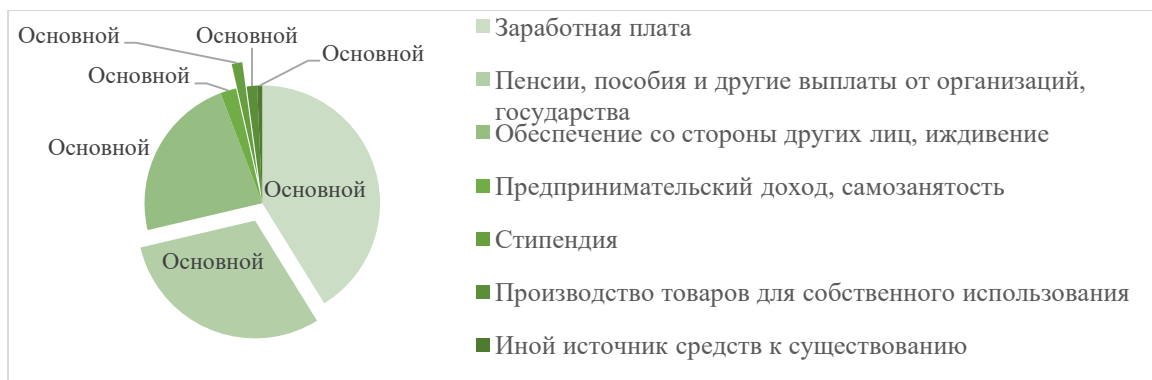 Основной
Основной
Основной
Основной
Основной
Основной
Основной
Заработная плата
Пенсии, пособия и другие выплаты от организаций,
государства
Обеспечение со стороны других лиц, иждивение
Предпринимательский доход, самозанятость
Стипендия
Производство товаров для собственного использования
Иной источник средств к существованию